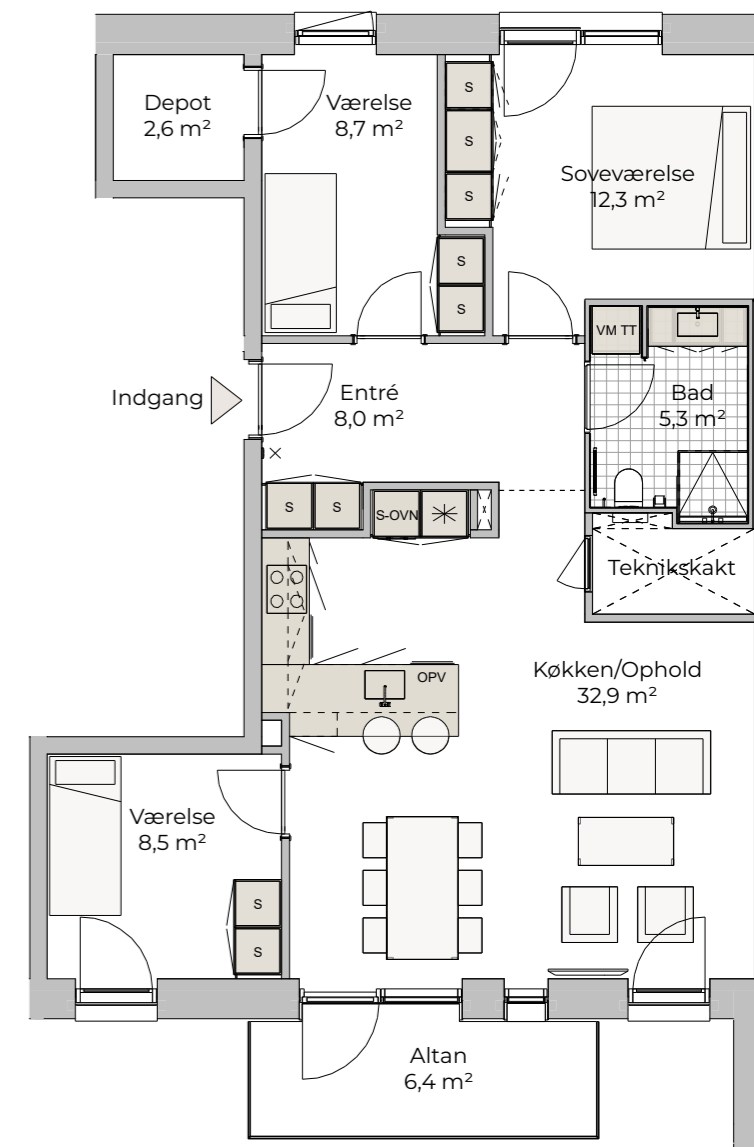 Depot
2,6 m²
Værelse
8,7 m²
S
S
S
Soveværelse
12,3 m²
S
S
VM TT
Indgang
Entré
8,0 m²
Bad
5,3 m²
S
S
S-OVN
Teknikskakt
Køkken/Ophold
32,9 m²
OPV
Værelse
8,5 m²
S
S
Altan
6,4 m²